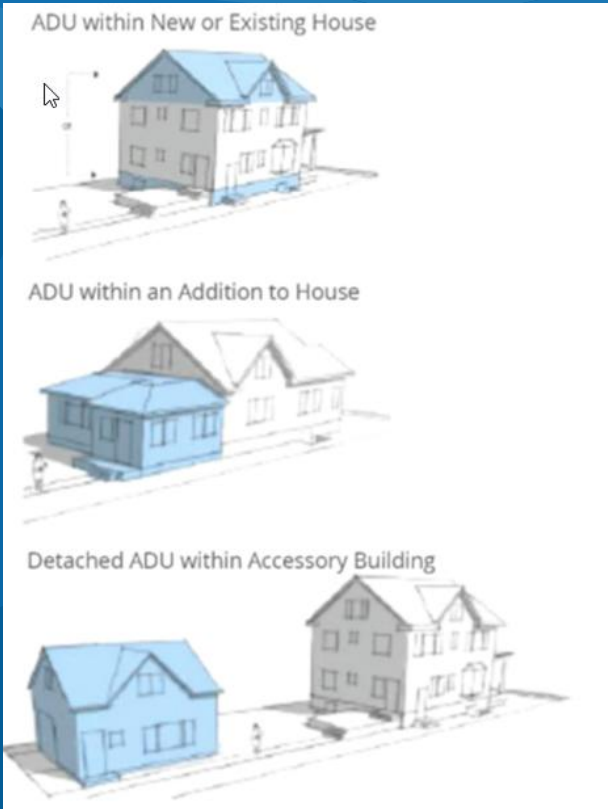 ADU within New or Existing House
ADU within an Addition to House
Detached ADU within Accessory Building